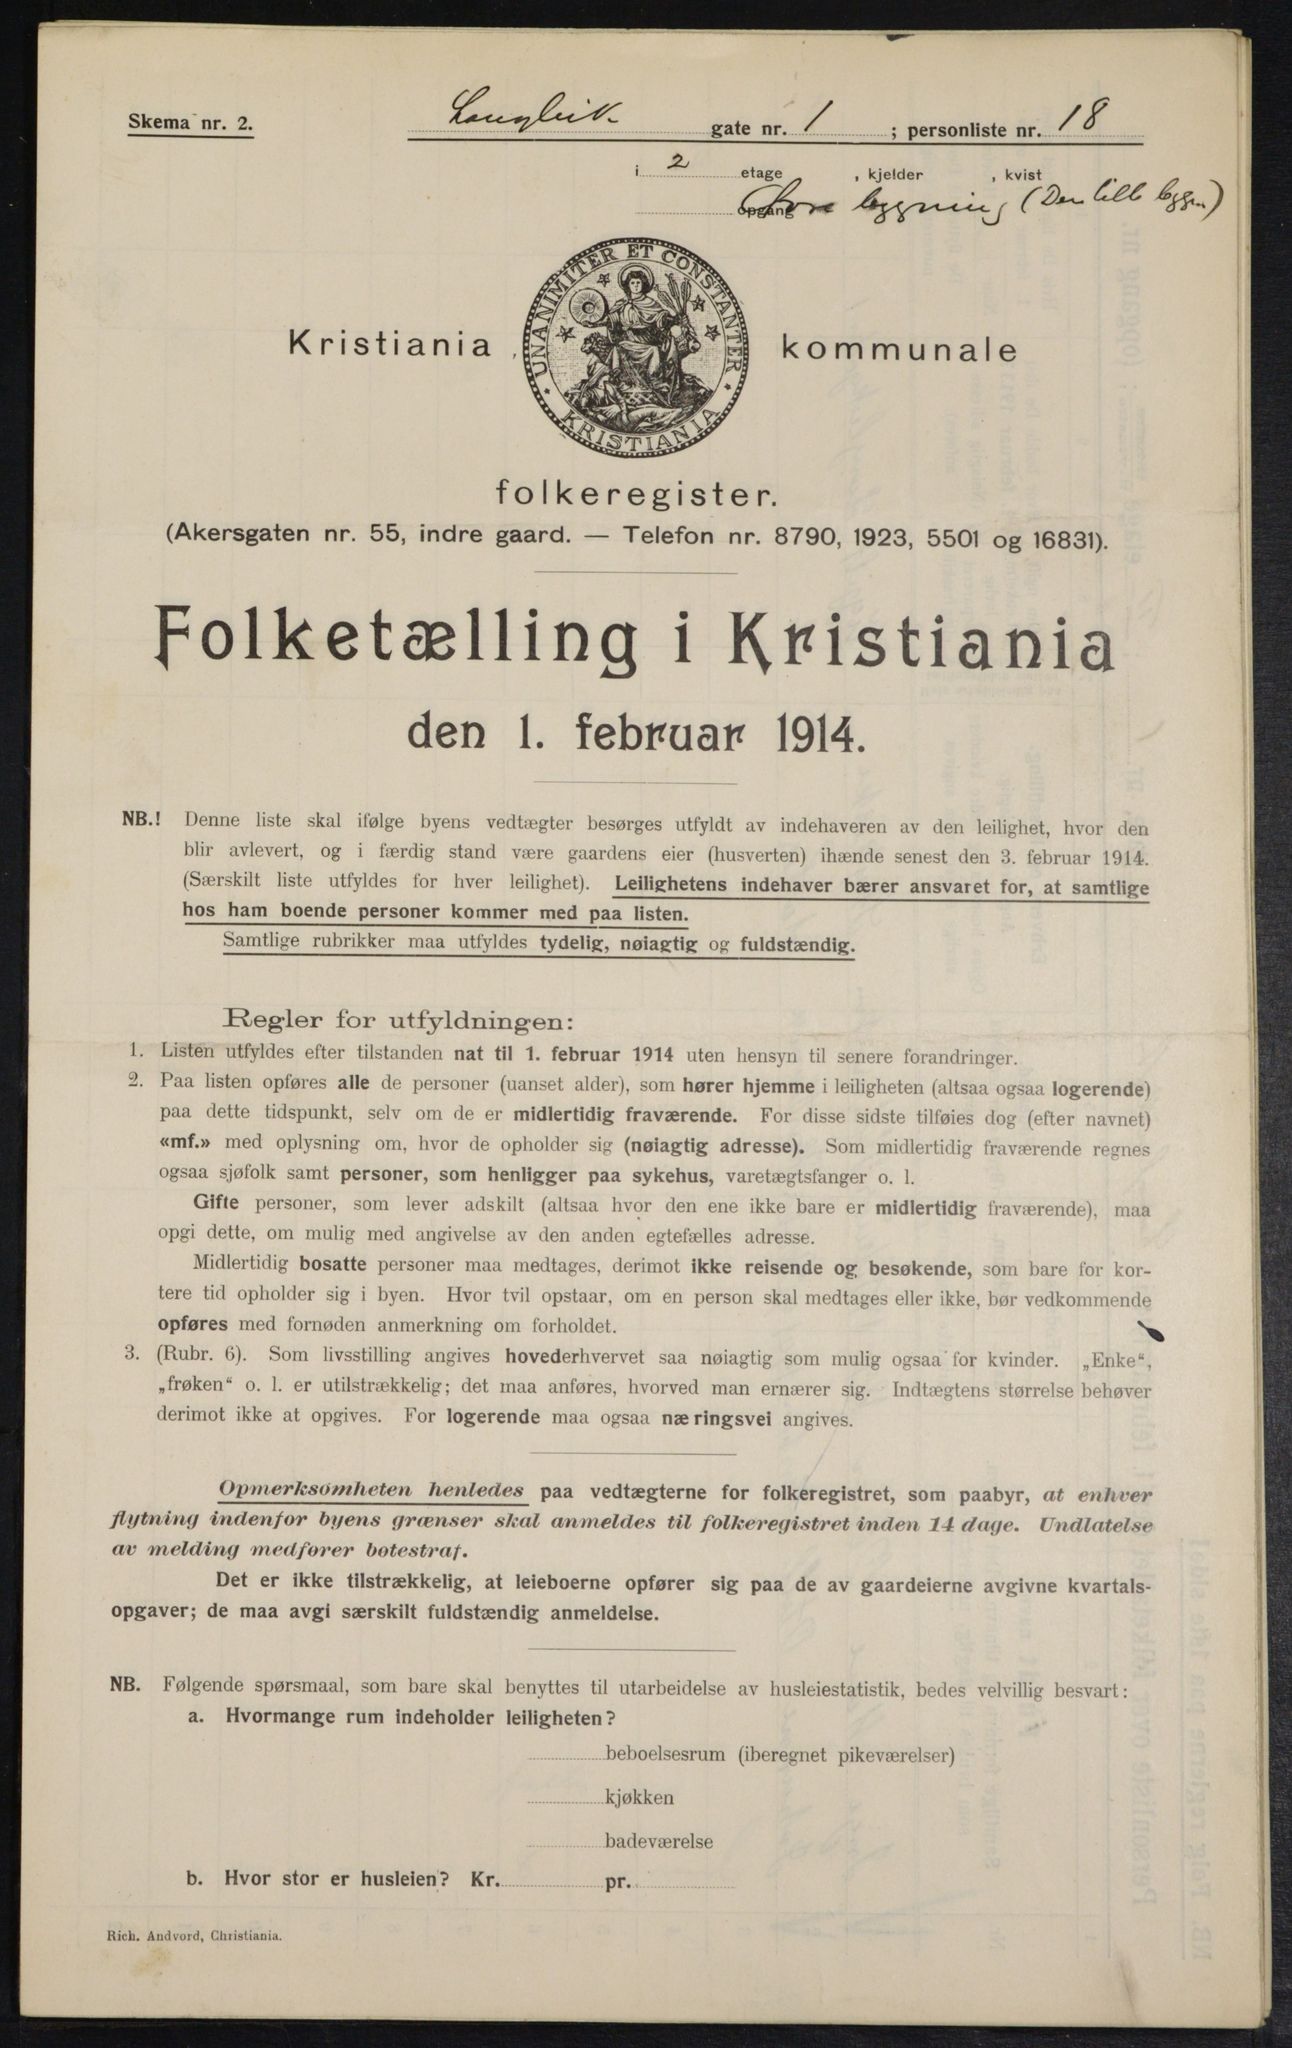 Skema nr. 2.
Langleik gate nr. 1 ; personliste nr. 18
i 2 etage , kjelder , kvist
opgang bygning (Den lille bygn)
UNANIMITER ET CONSTANTER
KRISTIANIA
Kristiania kommunale
folkeregister.
(Akersgaten nr. 55, indre gaard. — Telefon nr. 8790, 1923, 5501 og 16831).
Folketælling i Kristiania
den 1. februar 1914.
NB.! Denne liste skal ifølge byens vedtægter besørges utfyldt av indehaveren av den leilighet, hvor den
blir avlevert, og i færdig stand være gaardens eier (husverten) ihænde senest den 3. februar 1914.
(Særskilt liste utfyldes for hver leilighet). Leilighetens indehaver bærer ansvaret for, at samtlige
hos ham boende personer kommer med paa listen.
Samtlige rubrikker maa utfyldes tydelig, nøiagtig og fuldstændig.
Regler for utfyldningen:
1. Listen utfyldes efter tilstanden nat til 1. februar 1914 uten hensyn til senere forandringer.
2. Paa listen opføres alle de personer (uanset alder), som hører hjemme i leiligheten (altsaa ogsaa logerende)
paa dette tidspunkt, selv om de er midlertidig fraværende. For disse sidste tilføies dog (efter navnet)
«mf.» med oplysning om, hvor de opholder sig (nøiagtig adresse). Som midlertidig fraværende regnes
ogsaa sjøfolk samt personer, som henligger paa sykehus, varetægtsfanger o. l.
Gifte personer, som lever adskilt (altsaa hvor den ene ikke bare er midlertidig fraværende), maa
opgi dette, om mulig med angivelse av den anden egtefælles adresse.
Midlertidig bosatte personer maa medtages, derimot ikke reisende og besøkende, som bare for kor-
tere tid opholder sig i byen. Hvor tvil opstaar, om en person skal medtages eller ikke, bør vedkommende
opføres med fornøden anmerkning om forholdet.
3. (Rubr. 6). Som livsstilling angives hovederhvervet saa nøiagtig som mulig ogsaa for kvinder. „Enke“,
„frøken“ o. l. er utilstrækkelig; det maa anføres, hvorved man ernærer sig. Indtægtens størrelse behøver
derimot ikke at opgives. For logerende maa ogsaa næringsvei angives.
Opmerksomheten henledes paa vedtægterne for folkeregistret, som paabyr, at enhver
flytning indenfor byens grænser skal anmeldes til folkeregistret inden 14 dage. Undlatelse
av melding medfører bøtestraf.
Det er ikke tilstrækkelig, at leieboerne opfører sig paa de av gaardeierne avgivne kvartals-
opgaver; de maa avgi særskilt fuldstændig anmeldelse.
NB. Følgende spørsmaal, som bare skal benyttes til utarbeidelse av husleiestatistik, bedes velvillig besvart:
a. Hvormange rum indeholder leiligheten?
beboelsesrum (iberegnet pikeværelser)
kjøkken
badeværelse
b. Hvor stor er husleien? Kr. pr.
Rich. Andvord, Christiania.